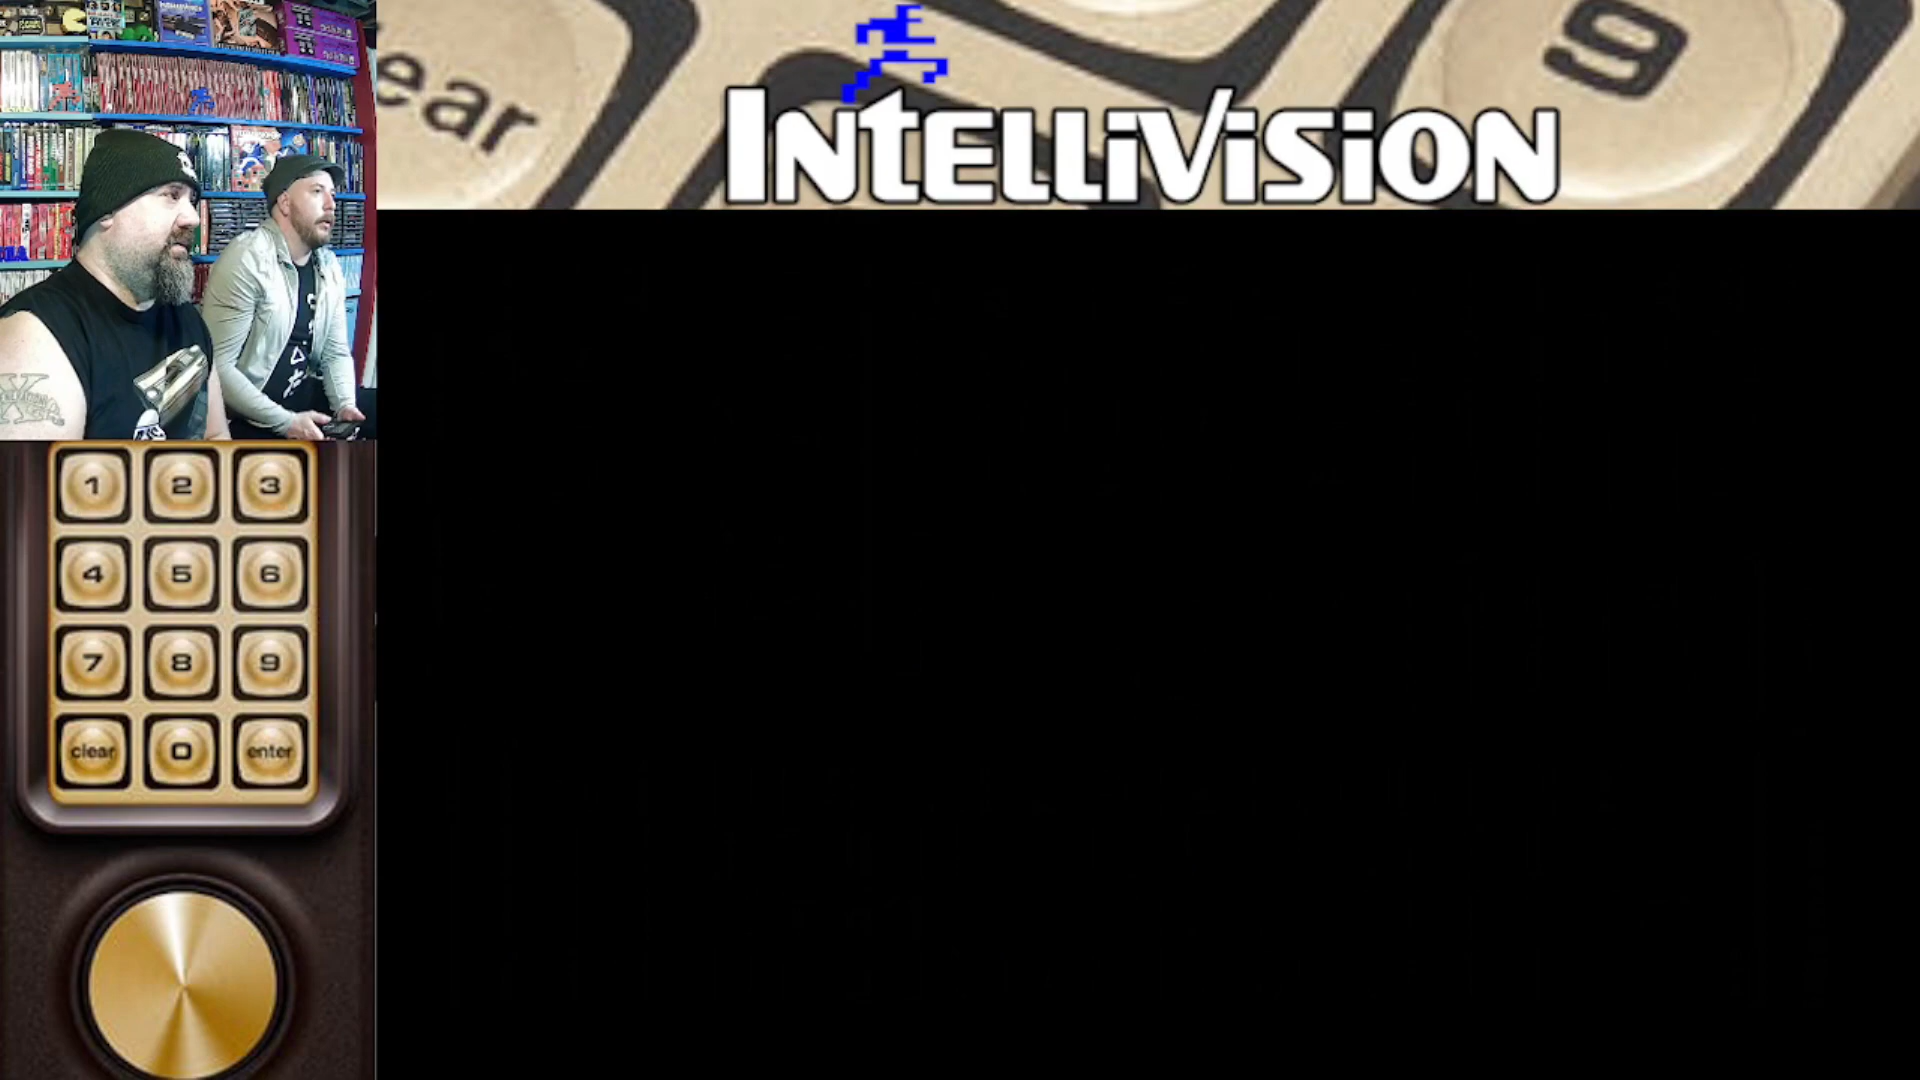 ear
9
INTELLIVISION
1 2 3
4 5 6
7 8 9
clear 0 enter